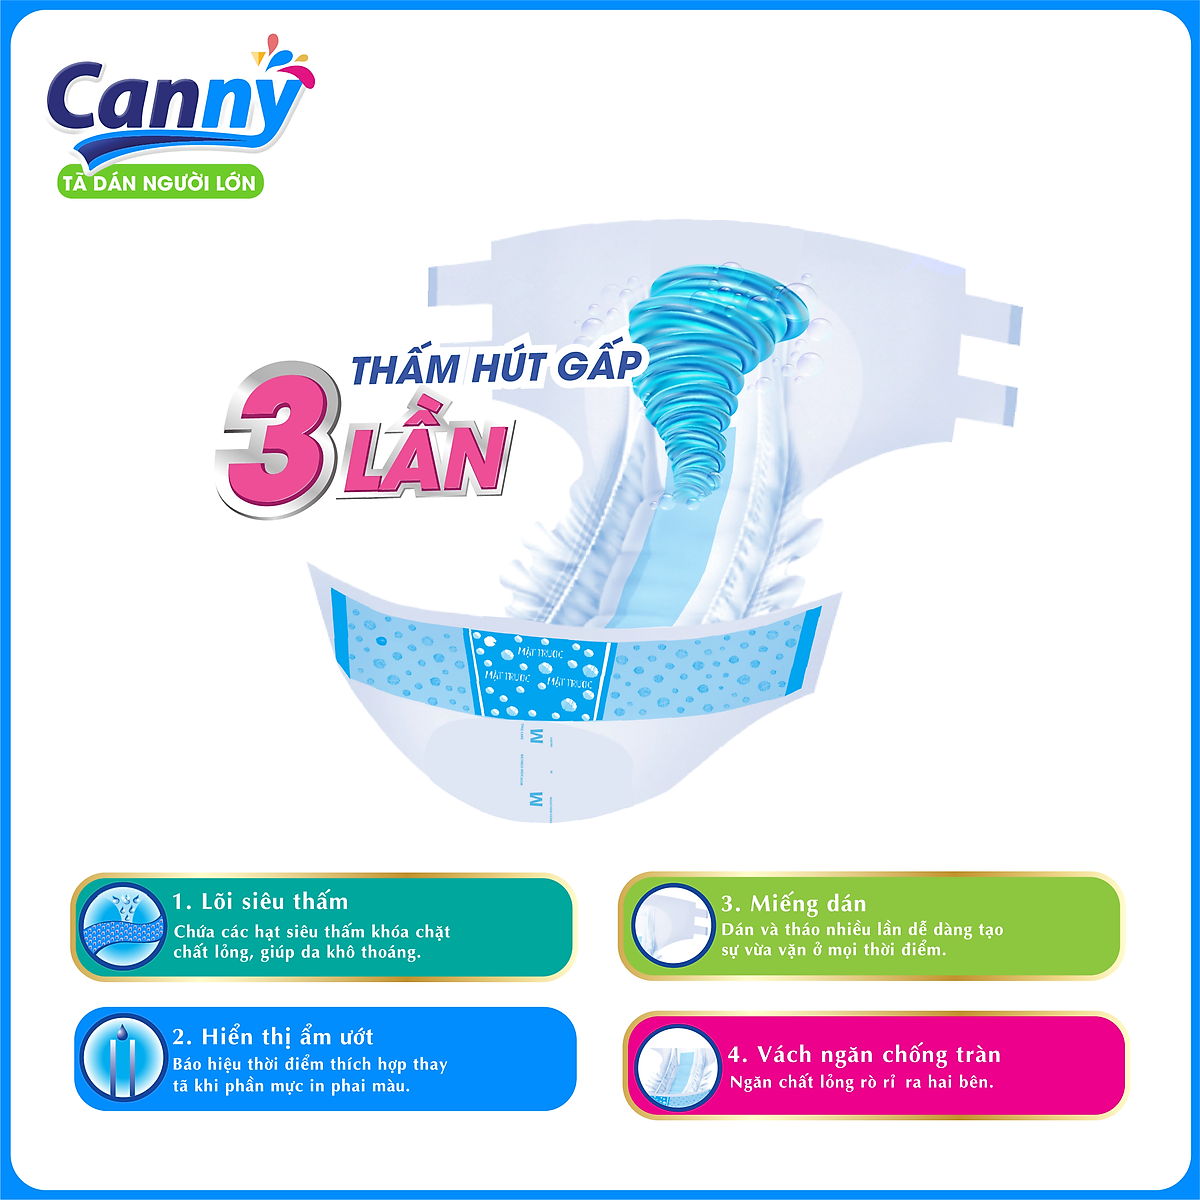 Canny
TÃ DÁN NGƯỜI LỚN
THẤM HÚT GẤP
3 LẦN
MẶT TRƯỚC
MẶT TRƯỚC
MẶT TRƯỚC
M
M
1. Lõi siêu thấm
Chứa các hạt siêu thấm khóa chặt
chất lỏng, giúp da khô thoáng.
2. Hiển thị ẩm ướt
Báo hiệu thời điểm thích hợp thay
tã khi phần mực in phai màu.
3. Miếng dán
Dán và tháo nhiều lần dễ dàng tạo
sự vừa vặn ở mọi thời điểm.
4. Vách ngăn chống tràn
Ngăn chất lỏng rò rỉ ra hai bên.